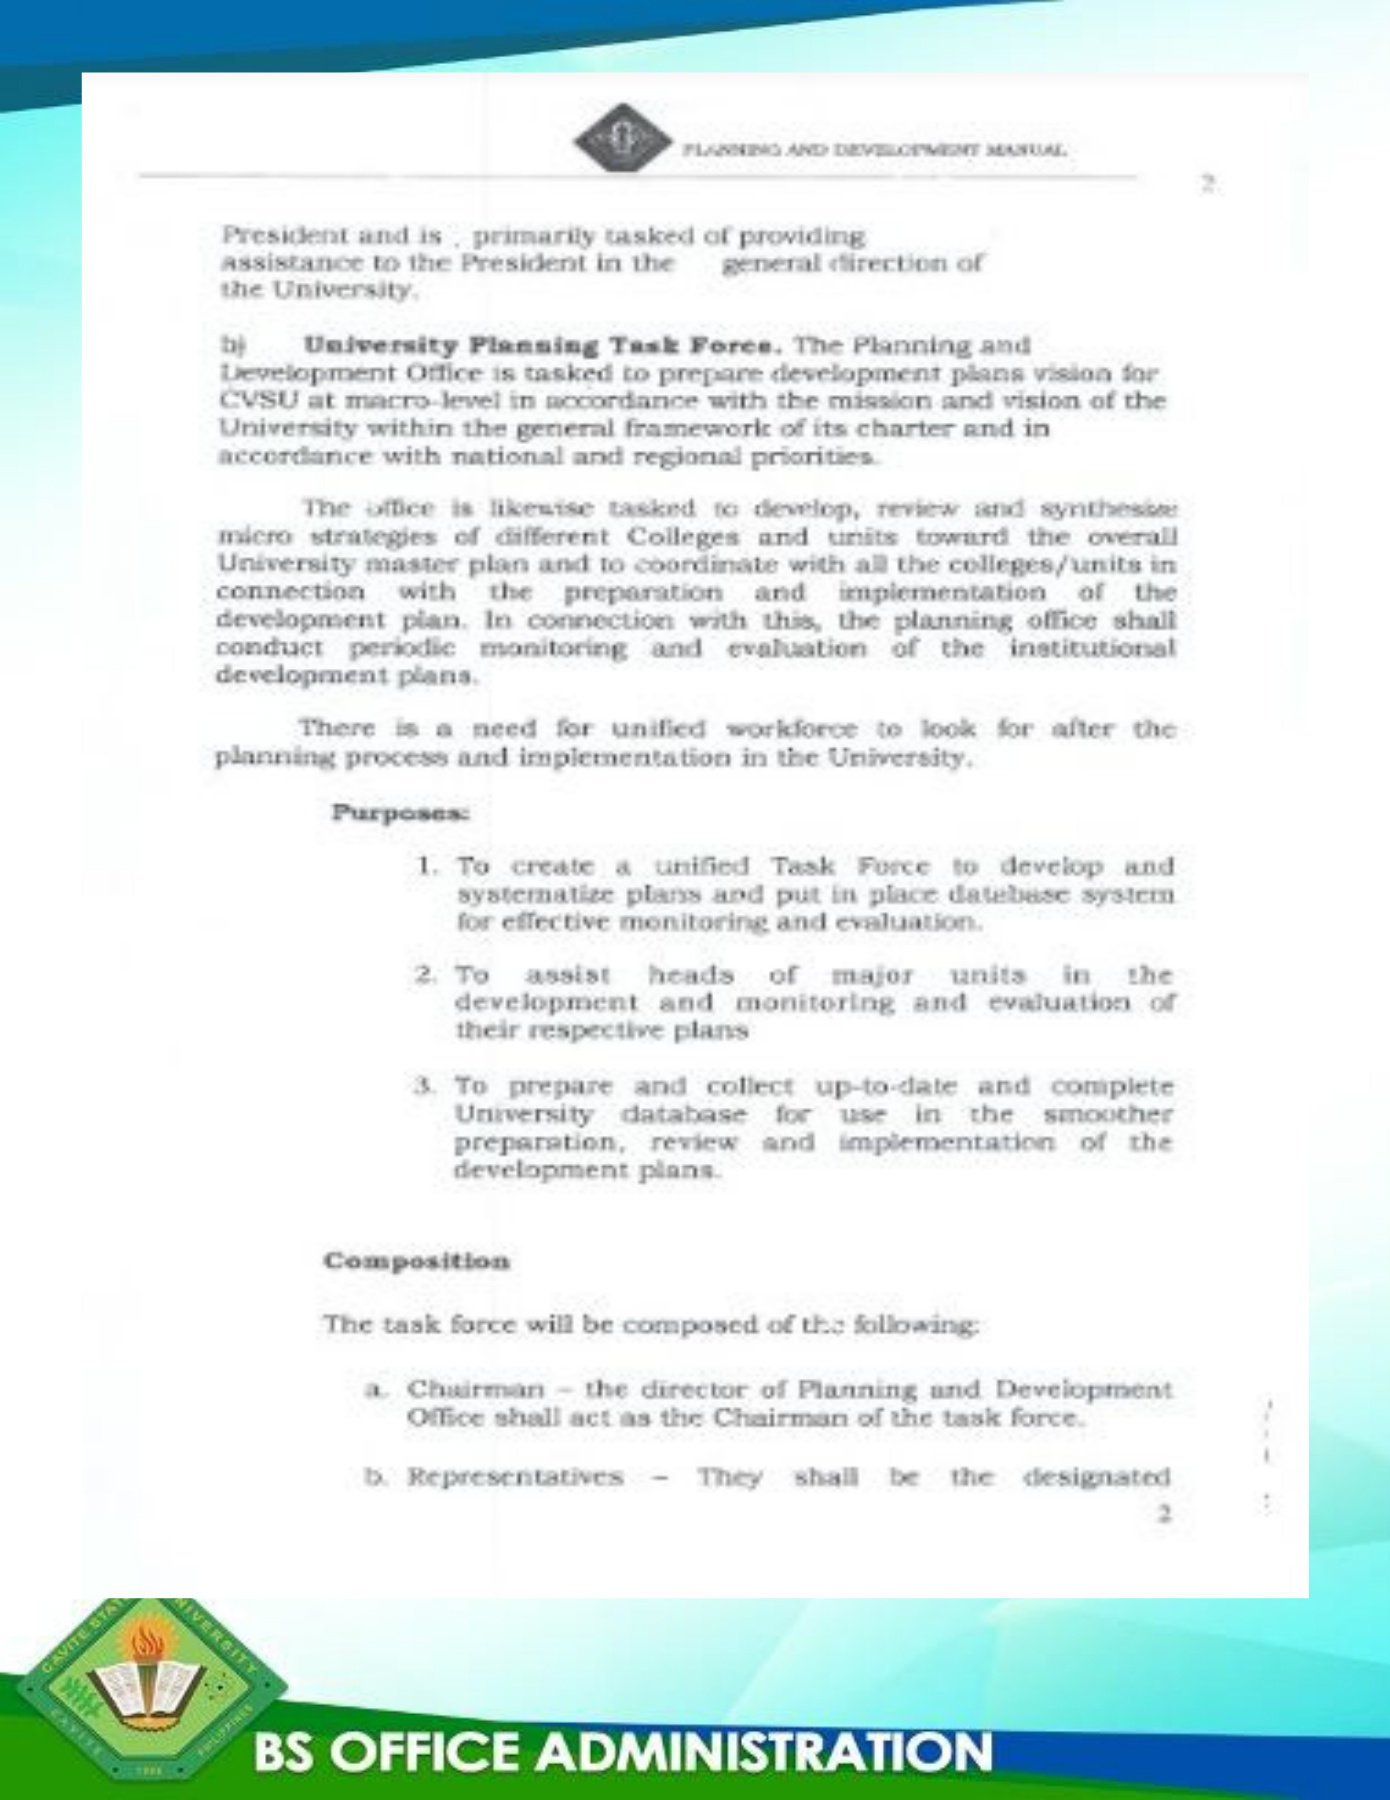 PLANNING AND DEVELOPMENT MANUAL
2
President and is , primarily tasked of providing
assistance to the President in the general direction of
the University.
b) University Planning Task Force. The Planning and
Development Office is tasked to prepare development plans vision for
CVSU at macro-level in accordance with the mission and vision of the
University within the general framework of its charter and in
accordance with national and regional priorities.
The office is likewise tasked to develop, review and synthesize
micro strategies of different Colleges and units toward the overall
University master plan and to coordinate with all the colleges/units in
connection with the preparation and implementation of the
development plan. In connection with this, the planning office shall
conduct periodic monitoring and evaluation of the institutional
development plans.
There is a need for unified workforce to look for after the
planning process and implementation in the University.
Purposes:
1. To create a unified Task Force to develop and
systematize plans and put in place database system
for effective monitoring and evaluation.
2. To assist heads of major units in the
development and monitoring and evaluation of
their respective plans
3. To prepare and collect up-to-date and complete
University database for use in the smoother
preparation, review and implementation of the
development plans.
Composition
The task force will be composed of the following:
a. Chairman – the director of Planning and Development
Office shall act as the Chairman of the task force.
b. Representatives – They shall be the designated
2
CAVITE STATE UNIVERSITY
CAVITE PHILIPPINES
1906
BS OFFICE ADMINISTRATION